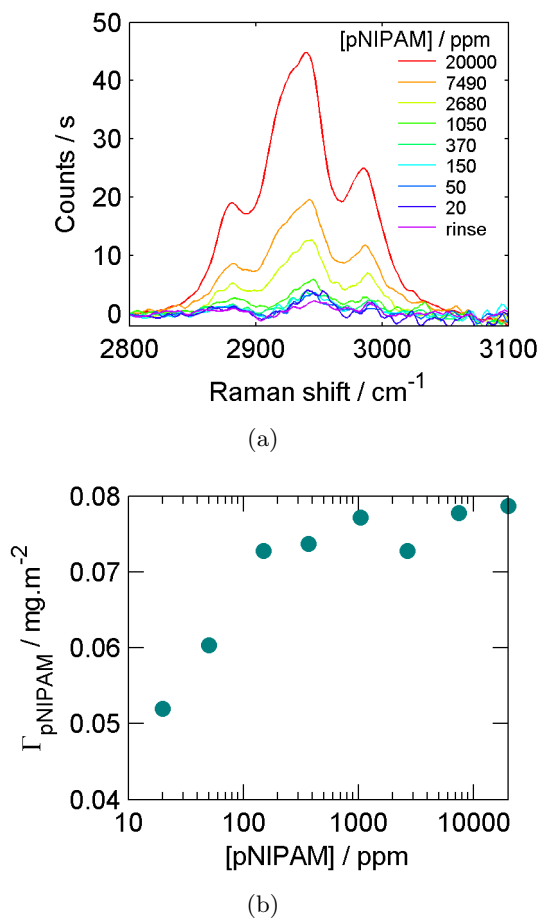 50
40
30
20
10
0
Counts / s
[pNIPAM] / ppm
20000
7490
2680
1050
370
150
50
20
rinse
2800 2900 3000 3100
Raman shift / cm⁻¹
(a)
0.08
0.07
0.06
0.05
0.04
ΓpNIPAM / mg.m⁻²
10 100 1000 10000
[pNIPAM] / ppm
(b)